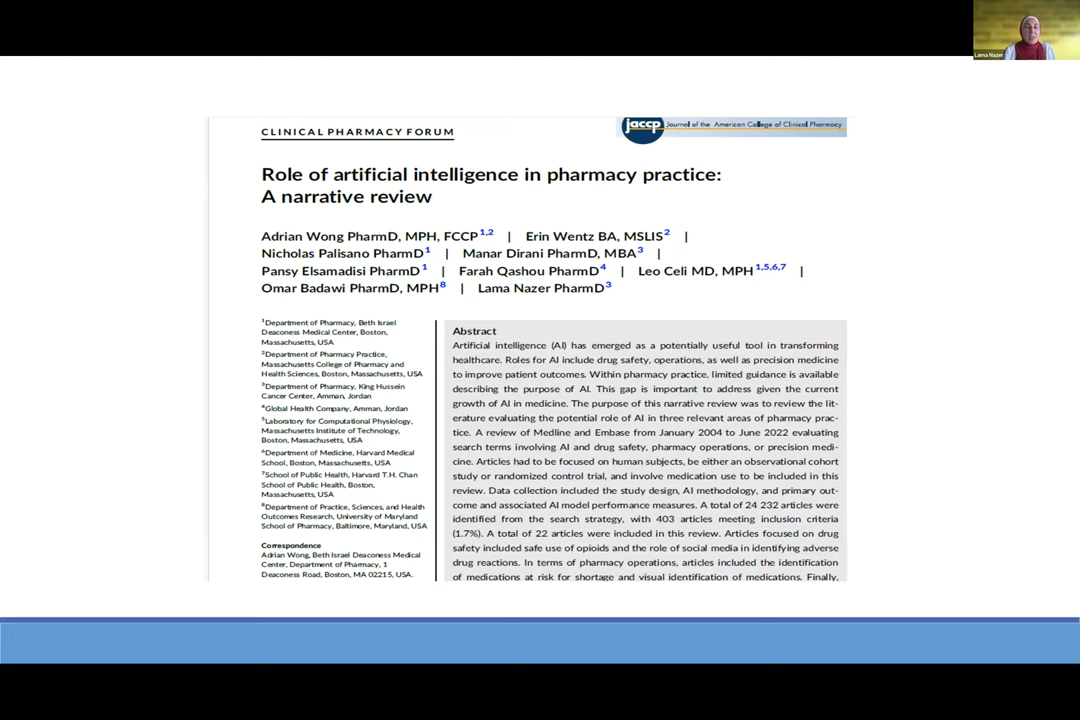 Lama Nazer
CLINICAL PHARMACY FORUM
jaccp Journal of the American College of Clinical Pharmacy
Role of artificial intelligence in pharmacy practice:
A narrative review
Adrian Wong PharmD, MPH, FCCP1,2 | Erin Wentz BA, MSLIS2 |
Nicholas Palisano PharmD1 | Manar Dirani PharmD, MBA3 |
Pansy Elsamadisi PharmD1 | Farah Qashou PharmD4 | Leo Celi MD, MPH1,5,6,7 |
Omar Badawi PharmD, MPH8 | Lama Nazer PharmD3
1Department of Pharmacy, Beth Israel
Deaconess Medical Center, Boston,
Massachusetts, USA
2Department of Pharmacy Practice,
Massachusetts College of Pharmacy and
Health Sciences, Boston, Massachusetts, USA
3Department of Pharmacy, King Hussein
Cancer Center, Amman, Jordan
4Global Health Company, Amman, Jordan
5Laboratory for Computational Physiology,
Massachusetts Institute of Technology,
Boston, Massachusetts, USA
6Department of Medicine, Harvard Medical
School, Boston, Massachusetts, USA
7School of Public Health, Harvard T.H. Chan
School of Public Health, Boston,
Massachusetts, USA
8Department of Practice, Sciences, and Health
Outcomes Research, University of Maryland
School of Pharmacy, Baltimore, Maryland, USA
Correspondence
Adrian Wong, Beth Israel Deaconess Medical
Center, Department of Pharmacy, 1
Deaconess Road, Boston, MA 02215, USA.
Abstract
Artificial intelligence (AI) has emerged as a potentially useful tool in transforming
healthcare. Roles for AI include drug safety, operations, as well as precision medicine
to improve patient outcomes. Within pharmacy practice, limited guidance is available
describing the purpose of AI. This gap is important to address given the current
growth of AI in medicine. The purpose of this narrative review was to review the lit-
erature evaluating the potential role of AI in three relevant areas of pharmacy prac-
tice. A review of Medline and Embase from January 2004 to June 2022 evaluating
search terms involving AI and drug safety, pharmacy operations, or precision medi-
cine. Articles had to be focused on human subjects, be either an observational cohort
study or randomized control trial, and involve medication use to be included in this
review. Data collection included the study design, AI methodology, and primary out-
come and associated AI model performance measures. A total of 24 232 articles were
identified from the search strategy, with 403 articles meeting inclusion criteria
(1.7%). A total of 22 articles were included in this review. Articles focused on drug
safety included safe use of opioids and the role of social media in identifying adverse
drug reactions. In terms of pharmacy operations, articles included the identification
of medications at risk for shortage and visual identification of medications. Finally,